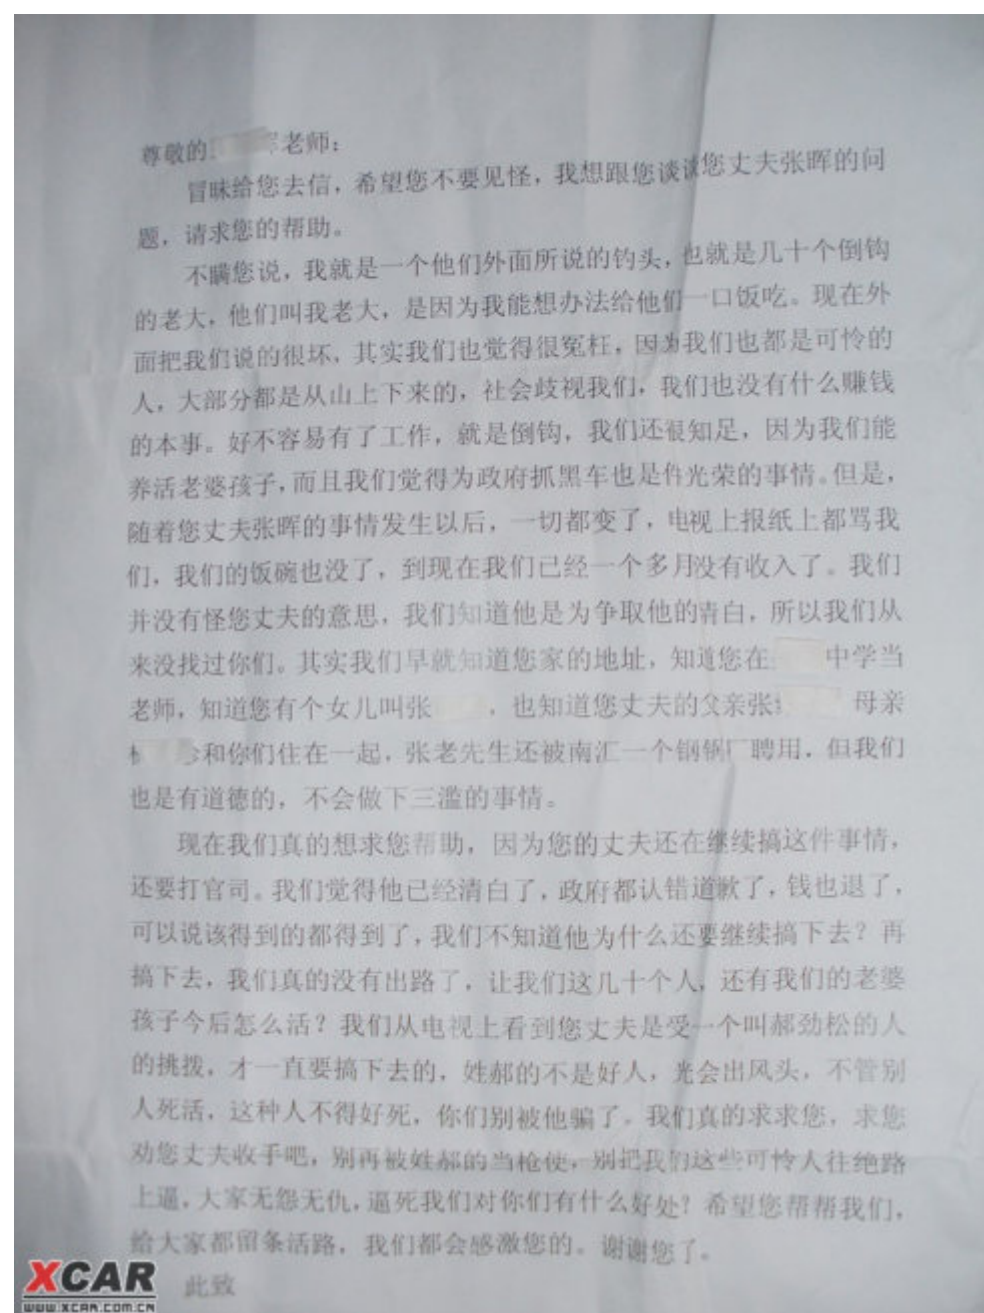 尊敬的 老师：
冒昧给您去信，希望您不要见怪，我想跟您谈谈您丈夫张晖的问
题，请求您的帮助。
不瞒您说，我就是一个他们外面所说的钓头，也就是几十个倒钩
的老大，他们叫我老大，是因为我能想办法给他们一口饭吃。现在外
面把我们说的很坏，其实我们也觉得很冤枉，因为我们也都是可怜的
人，大部分都是从山上下来的，社会歧视我们，我们也没有什么赚钱
的本事。好不容易有了工作，就是倒钩，我们还很知足，因为我们能
养活老婆孩子，而且我们觉得为政府抓黑车也是件光荣的事情。但是，
随着您丈夫张晖的事情发生以后，一切都变了，电视上报纸上都骂我
们，我们的饭碗也没了，到现在我们已经一个多月没有收入了。我们
并没有怪您丈夫的意思，我们知道他是为争取他的清白，所以我们从
来没找过你们。其实我们早就知道您家的地址，知道您在 中学当
老师，知道您有个女儿叫张 ，也知道您丈夫的父亲张 母亲
和你们住在一起，张老先生还被南汇一个钢锅厂聘用，但我们
也是有道德的，不会做下三滥的事情。
现在我们真的想求您帮助，因为您的丈夫还在继续搞这件事情，
还要打官司。我们觉得他已经清白了，政府都认错道歉了，钱也退了，
可以说该得到的都得到了，我们不知道他为什么还要继续搞下去？再
搞下去，我们真的没有出路了，让我们这几十个人，还有我们的老婆
孩子今后怎么活？我们从电视上看到您丈夫是受一个叫郝劲松的人
的挑拨，才一直要搞下去的，姓郝的不是好人，光会出风头，不管别
人死活，这种人不得好死，你们别被他骗了。我们真的求求您，求您
劝您丈夫收手吧，别再被姓郝的当枪使，别把我们这些可怜人往绝路
上逼，大家无怨无仇，逼死我们对你们有什么好处？希望您帮帮我们，
给大家都留条活路，我们都会感激您的。谢谢您了。
此致
XCAR
WWW.XCAR.COM.CN